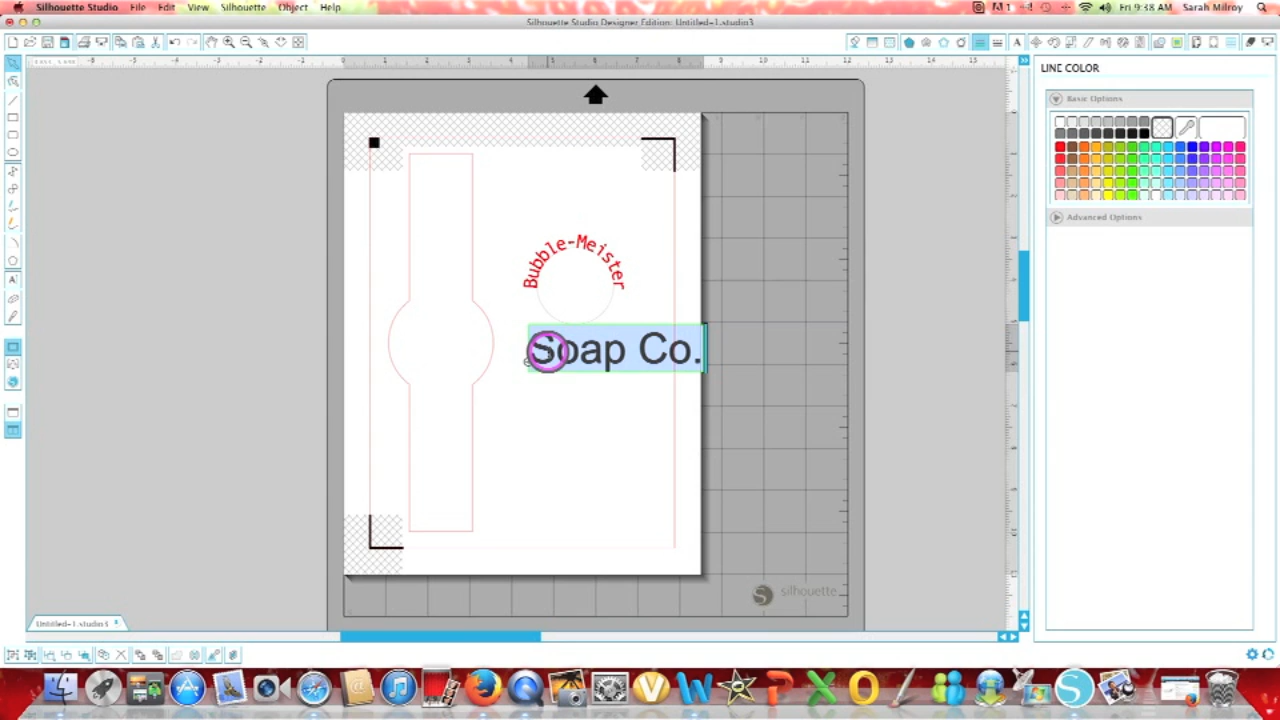 Silhouette Studio File Edit View Silhouette Object Help
Fri 9:38 AM Sarah Milroy
Silhouette Studio Designer Edition: Untitled-1.studio3
LINE COLOR
Basic Options
Advanced Options
Bubble-Meister
Soap Co.
silhouette
Untitled-1.studio3